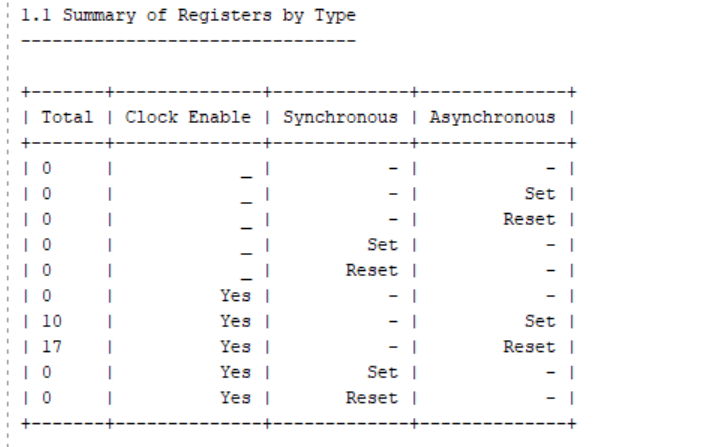 1.1 Summary of Registers by Type
--------------------------------
+-------+--------------+-------------+--------------+
| Total | Clock Enable | Synchronous | Asynchronous |
+-------+--------------+-------------+--------------+
| 0     |            _ |           - |            - |
| 0     |            _ |           - |          Set |
| 0     |            _ |           - |        Reset |
| 0     |            _ |         Set |            - |
| 0     |            _ |       Reset |            - |
| 0     |          Yes |           - |            - |
| 10    |          Yes |           - |          Set |
| 17    |          Yes |           - |        Reset |
| 0     |          Yes |         Set |            - |
| 0     |          Yes |       Reset |            - |
+-------+--------------+-------------+--------------+